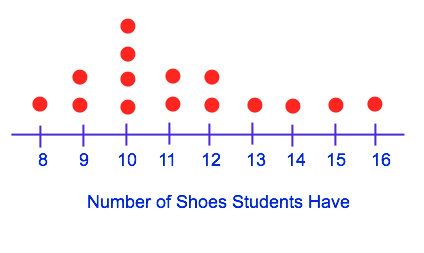 8 9 10 11 12 13 14 15 16
Number of Shoes Students Have